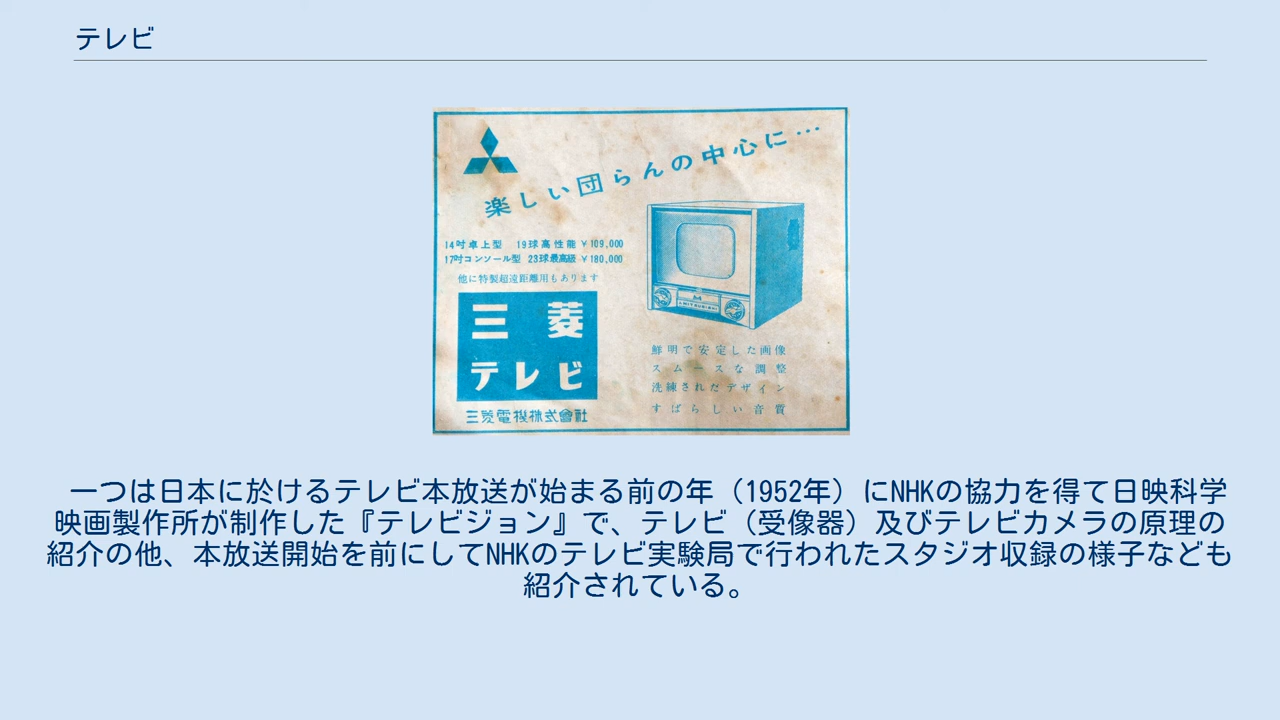 テレビ
楽しい団らんの中心に…
14吋卓上型 19球高性能 ¥109,000
17吋コンソール型 23球最高級 ¥180,000
他に特製超遠距離用もあります
三菱
テレビ
三菱電機株式會社
MITSUBISHI
鮮明で安定した画像
スムースな調整
洗練されたデザイン
すばらしい音質
一つは日本に於けるテレビ本放送が始まる前の年（1952年）にNHKの協力を得て日映科学
映画製作所が制作した『テレビジョン』で、テレビ（受像器）及びテレビカメラの原理の
紹介の他、本放送開始を前にしてNHKのテレビ実験局で行われたスタジオ収録の様子なども
紹介されている。